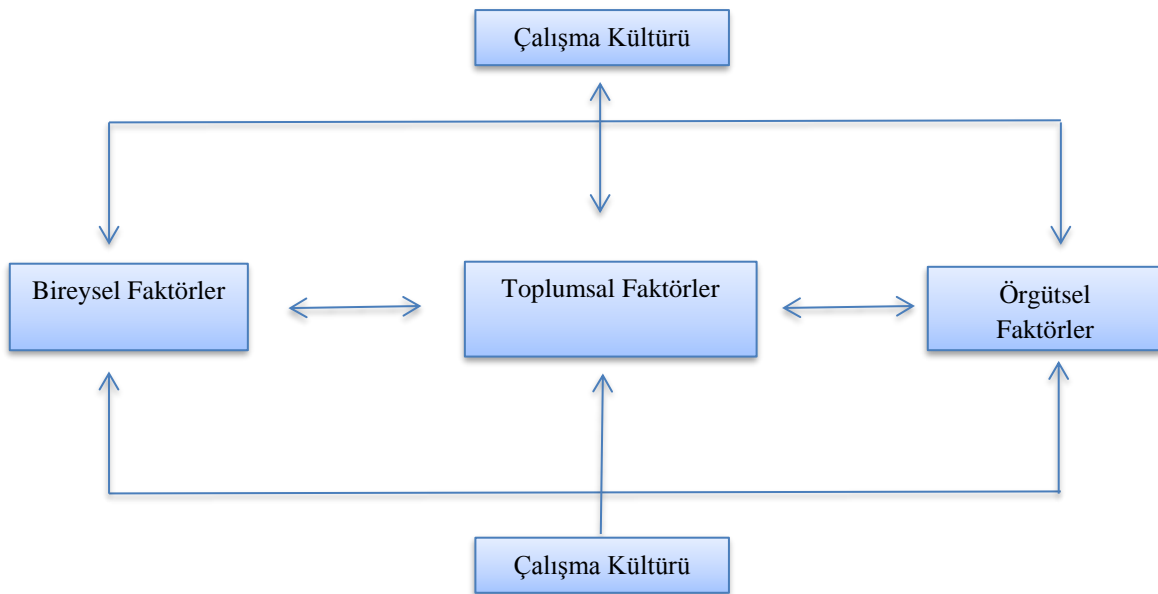 Çalışma Kültürü
Bireysel Faktörler
Toplumsal Faktörler
Örgütsel
Faktörler
Çalışma Kültürü